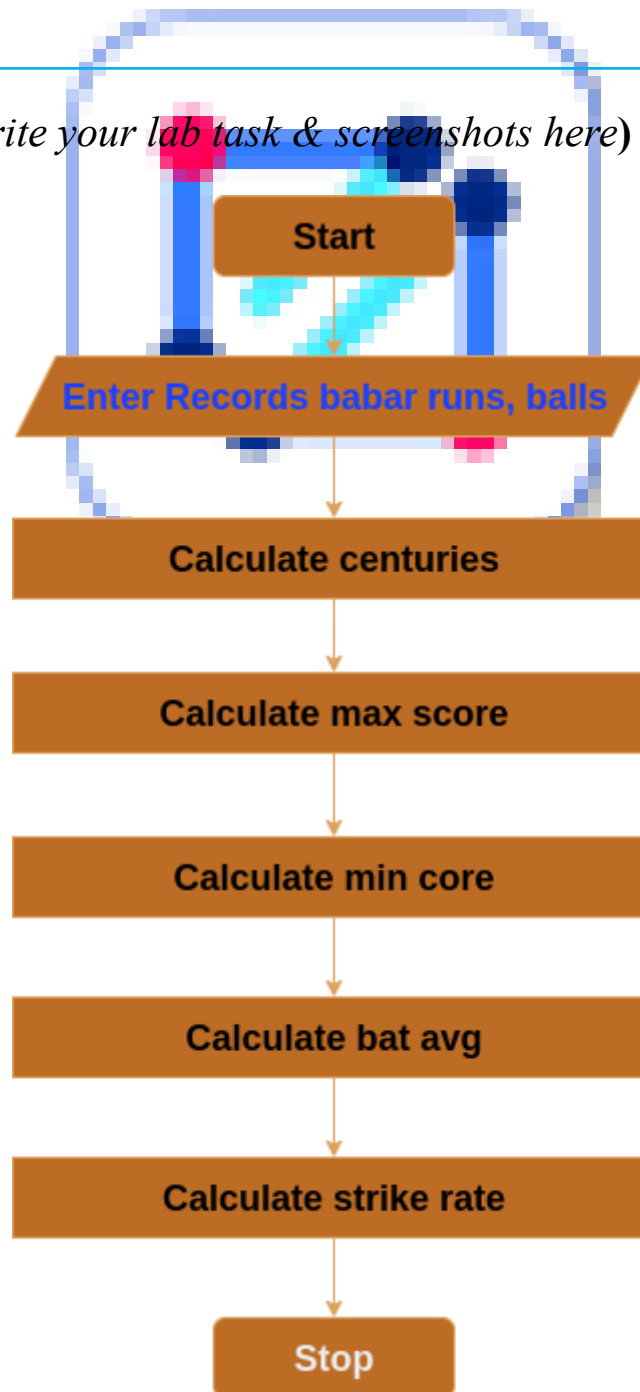 rite your lab task & screenshots here)
Start
Enter Records babar runs, balls
Calculate centuries
Calculate max score
Calculate min core
Calculate bat avg
Calculate strike rate
Stop